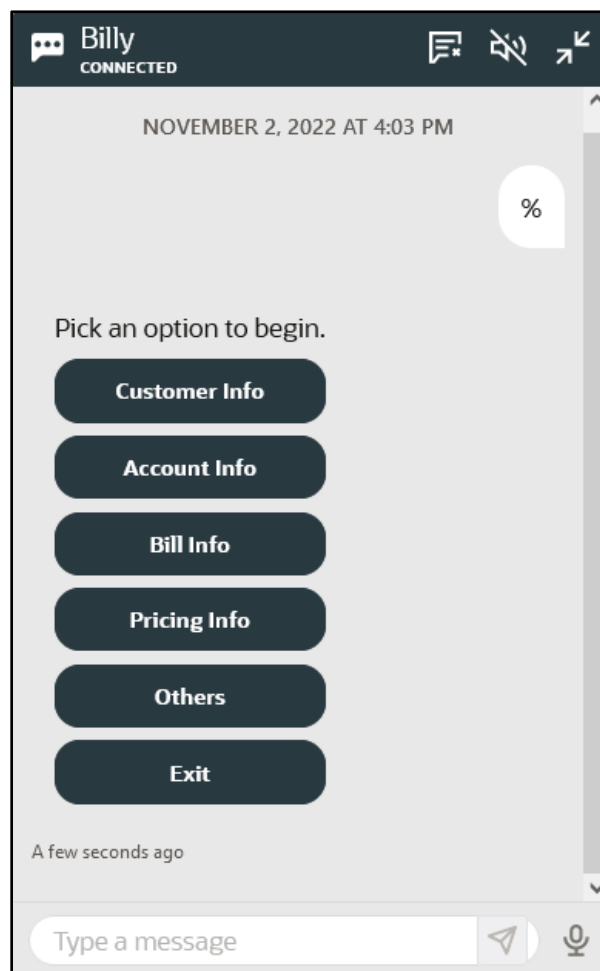 Billy
CONNECTED
NOVEMBER 2, 2022 AT 4:03 PM
%
Pick an option to begin.
Customer Info
Account Info
Bill Info
Pricing Info
Others
Exit
A few seconds ago
Type a message